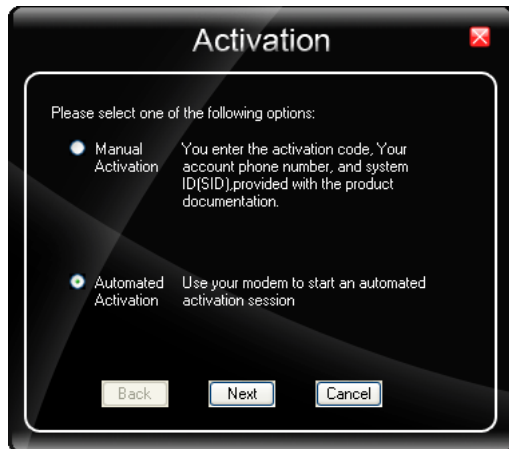 Activation
Please select one of the following options:
Manual
Activation
You enter the activation code, Your
account phone number, and system
ID(SID),provided with the product
documentation.
Automated
Activation
Use your modem to start an automated
activation session
Back
Next
Cancel